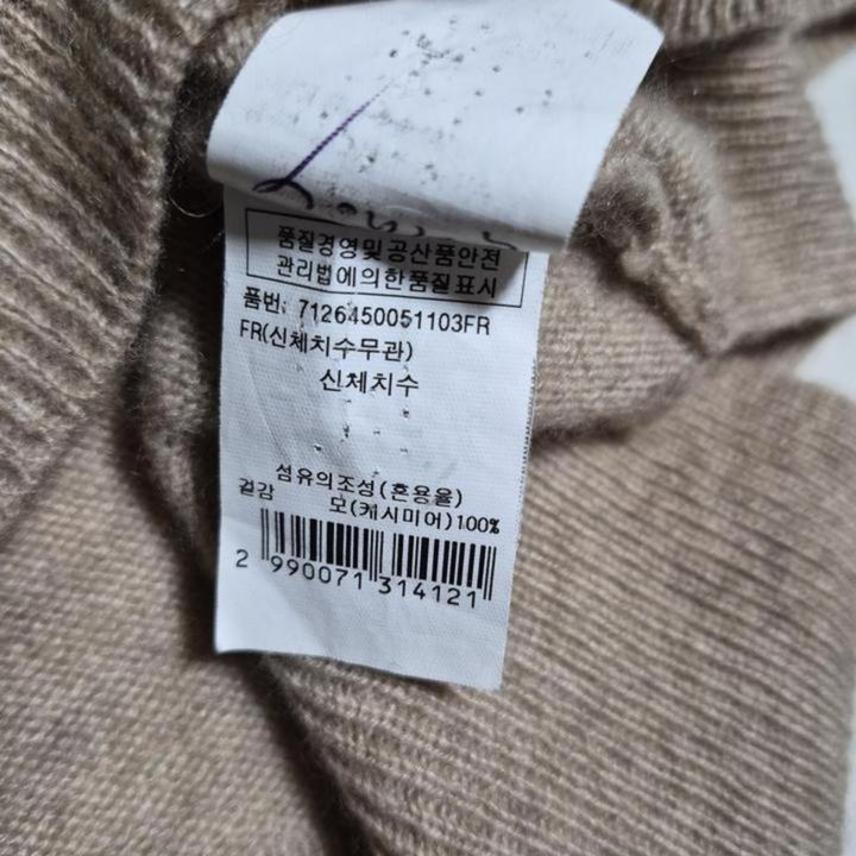 품질경영및공산품안전
관리법에의한품질표시
품번: 7126450051103FR
FR(신체치수무관)
신체치수
섬유의조성(혼용율)
겉감 모(캐시미어)100%
2 990071 314121